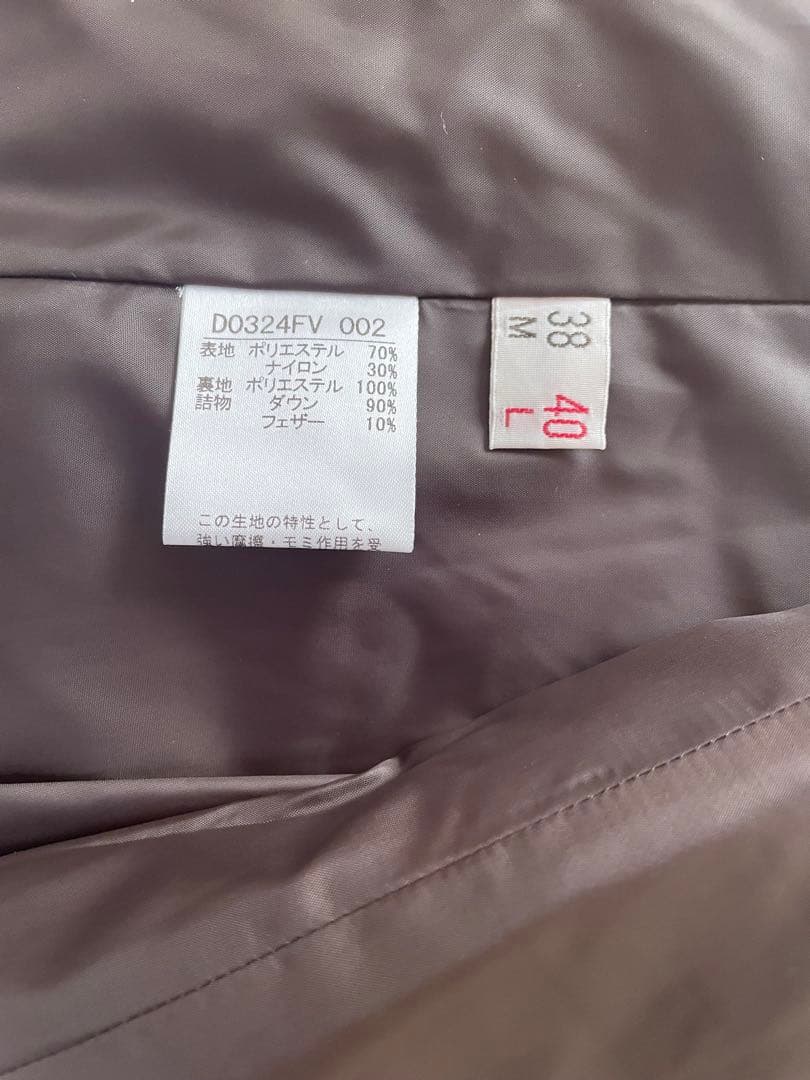 D0324FV 002
表地 ポリエステル 70%
ナイロン 30%
裏地 ポリエステル 100%
詰物 ダウン 90%
フェザー 10%
この生地の特性として、
強い摩擦・モミ作用を受
38 40
M L